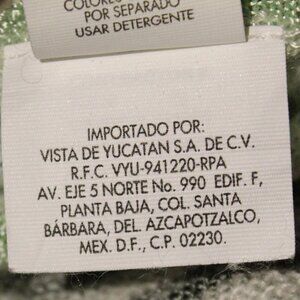 COLORES
POR SEPARADO
USAR DETERGENTE
IMPORTADO POR:
VISTA DE YUCATAN S.A. DE C.V.
R.F.C. VYU-941220-RPA
AV. EJE 5 NORTE No. 990 EDIF. F,
PLANTA BAJA, COL. SANTA
BÁRBARA, DEL. AZCAPOTZALCO,
MEX. D.F., C.P. 02230.